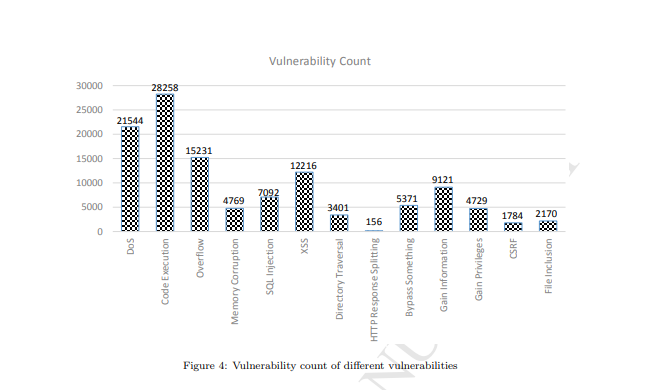 Vulnerability Count
30000
25000
20000
15000
10000
5000
0
21544
28258
15231
4769
7092
12216
3401
156
5371
9121
4729
1784
2170
DoS
Code Execution
Overflow
Memory Corruption
SQL Injection
XSS
Directory Traversal
HTTP Response Splitting
Bypass Something
Gain Information
Gain Privileges
CSRF
File Inclusion
Figure 4: Vulnerability count of different vulnerabilities